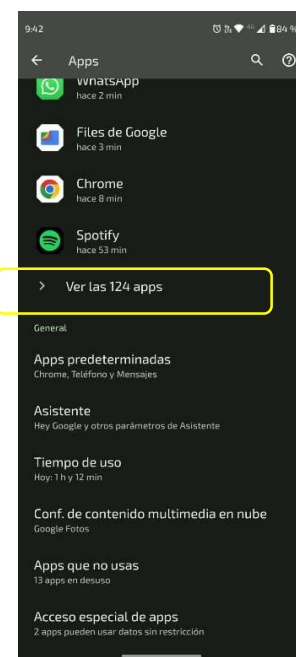 9:42
4G 84 %
Apps
WhatsApp
hace 2 min
Files de Google
hace 3 min
Chrome
hace 8 min
Spotify
hace 53 min
Ver las 124 apps
General
Apps predeterminadas
Chrome, Teléfono y Mensajes
Asistente
Hey Google y otros parámetros de Asistente
Tiempo de uso
Hoy: 1 h y 12 min
Conf. de contenido multimedia en nube
Google Fotos
Apps que no usas
13 apps en desuso
Acceso especial de apps
2 apps pueden usar datos sin restricción